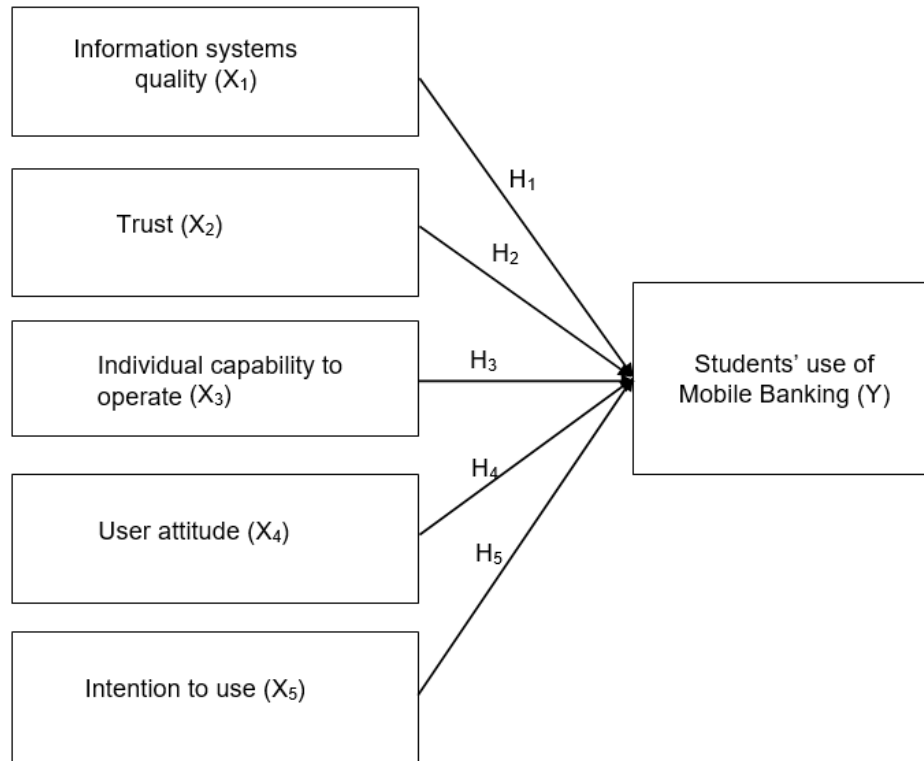 Information systems
quality (X₁)
H₁
Trust (X₂)
H₂
Individual capability to
operate (X₃)
H₃
Students’ use of
Mobile Banking (Y)
User attitude (X₄)
H₄
H₅
Intention to use (X₅)